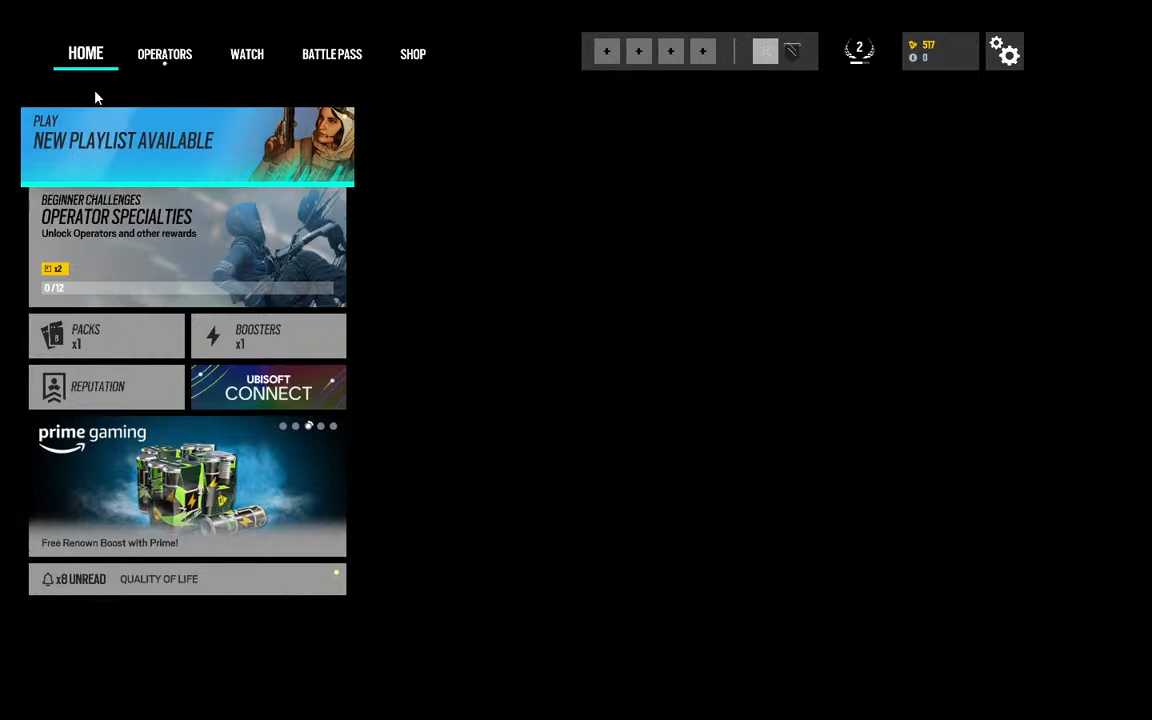 HOME
OPERATORS
WATCH
BATTLE PASS
SHOP
+ + + +
2
517
0
PLAY
NEW PLAYLIST AVAILABLE
BEGINNER CHALLENGES
OPERATOR SPECIALTIES
Unlock Operators and other rewards
x2
0/12
PACKS
x1
BOOSTERS
x1
REPUTATION
UBISOFT
CONNECT
prime gaming
Free Renown Boost with Prime!
x8 UNREAD
QUALITY OF LIFE